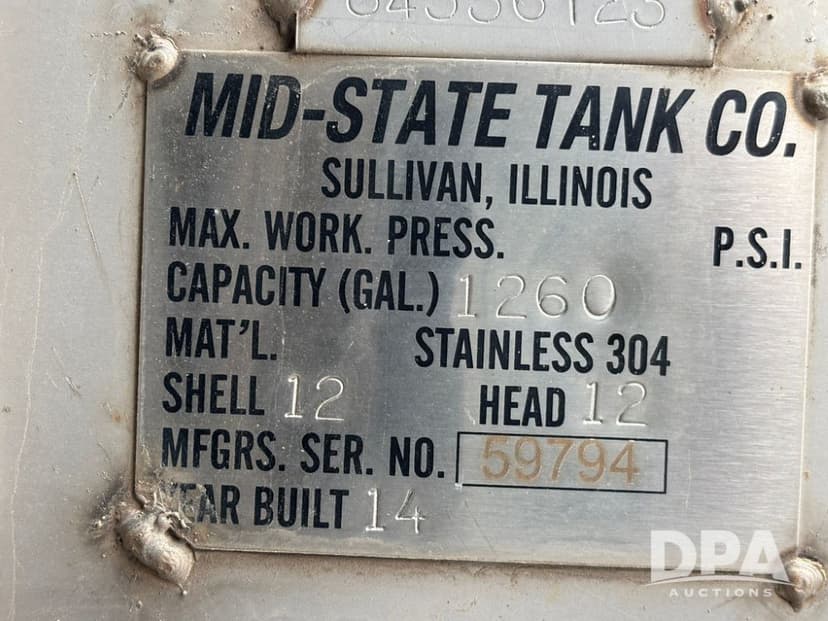 MID-STATE TANK CO.
SULLIVAN, ILLINOIS
MAX. WORK. PRESS. P.S.I.
CAPACITY (GAL.) 1260
MAT'L. STAINLESS 304
SHELL 12 HEAD 12
MFGRS. SER. NO. 59794
YEAR BUILT 14
DPA
AUCTIONS